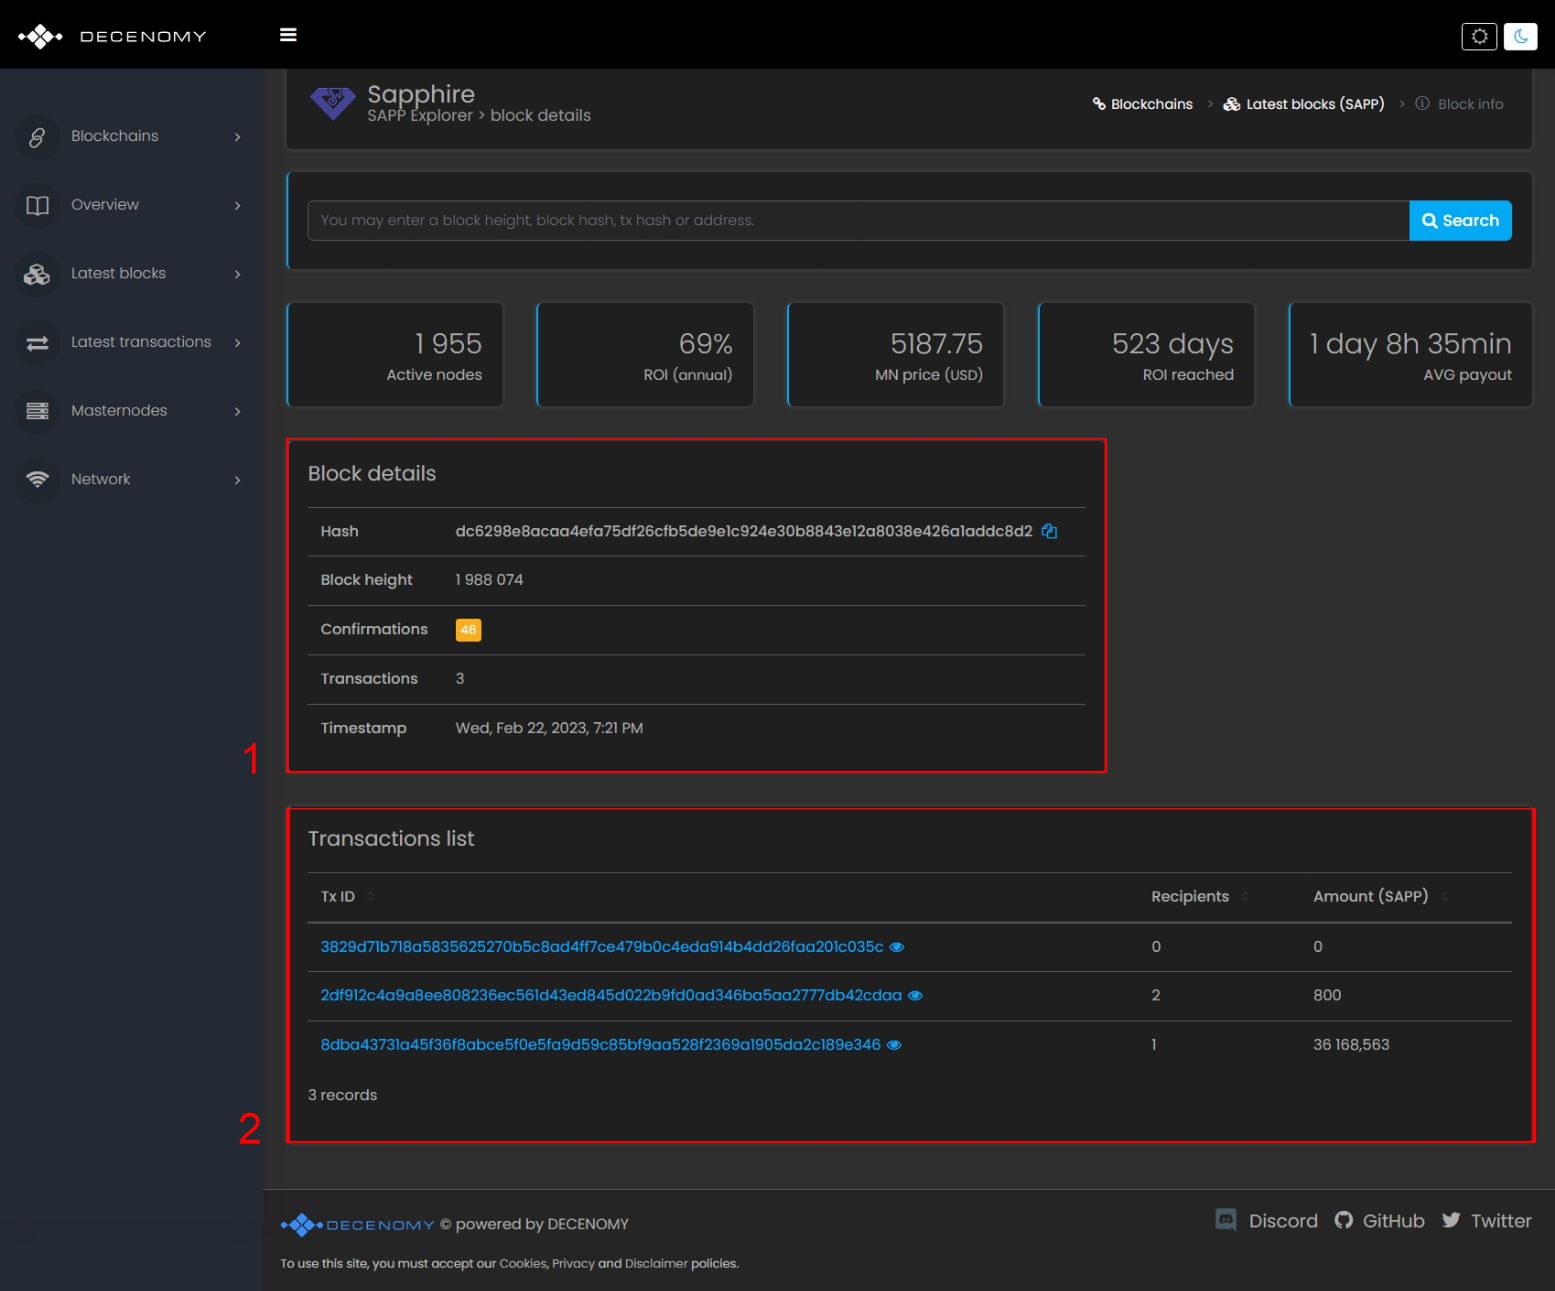 DECENOMY
Sapphire
SAPP Explorer > block details
Blockchains > Latest blocks (SAPP) > Block info
Blockchains
Overview
Latest blocks
Latest transactions
Masternodes
Network
You may enter a block height, block hash, tx hash or address.
Search
1 955
Active nodes
69%
ROI (annual)
5187.75
MN price (USD)
523 days
ROI reached
1 day 8h 35min
AVG payout
Block details
Hash dc6298e8acaa4efa75df26cfb5de9e1c924e30b8843e12a8038e426a1addc8d2
Block height 1 988 074
Confirmations 46
Transactions 3
Timestamp Wed, Feb 22, 2023, 7:21 PM
1
Transactions list
Tx ID Recipients Amount (SAPP)
3829d71b718a5835625270b5c8ad4ff7ce479b0c4eda914b4dd26faa201c035c 0 0
2df912c4a9a8ee808236ec561d43ed845d022b9fd0ad346ba5aa2777db42cdaa 2 800
8dba43731a45f36f8abce5f0e5fa9d59c85bf9aa528f2369a1905da2c189e346 1 36 168,563
3 records
2
DECENOMY © powered by DECENOMY
Discord GitHub Twitter
To use this site, you must accept our Cookies, Privacy and Disclaimer policies.